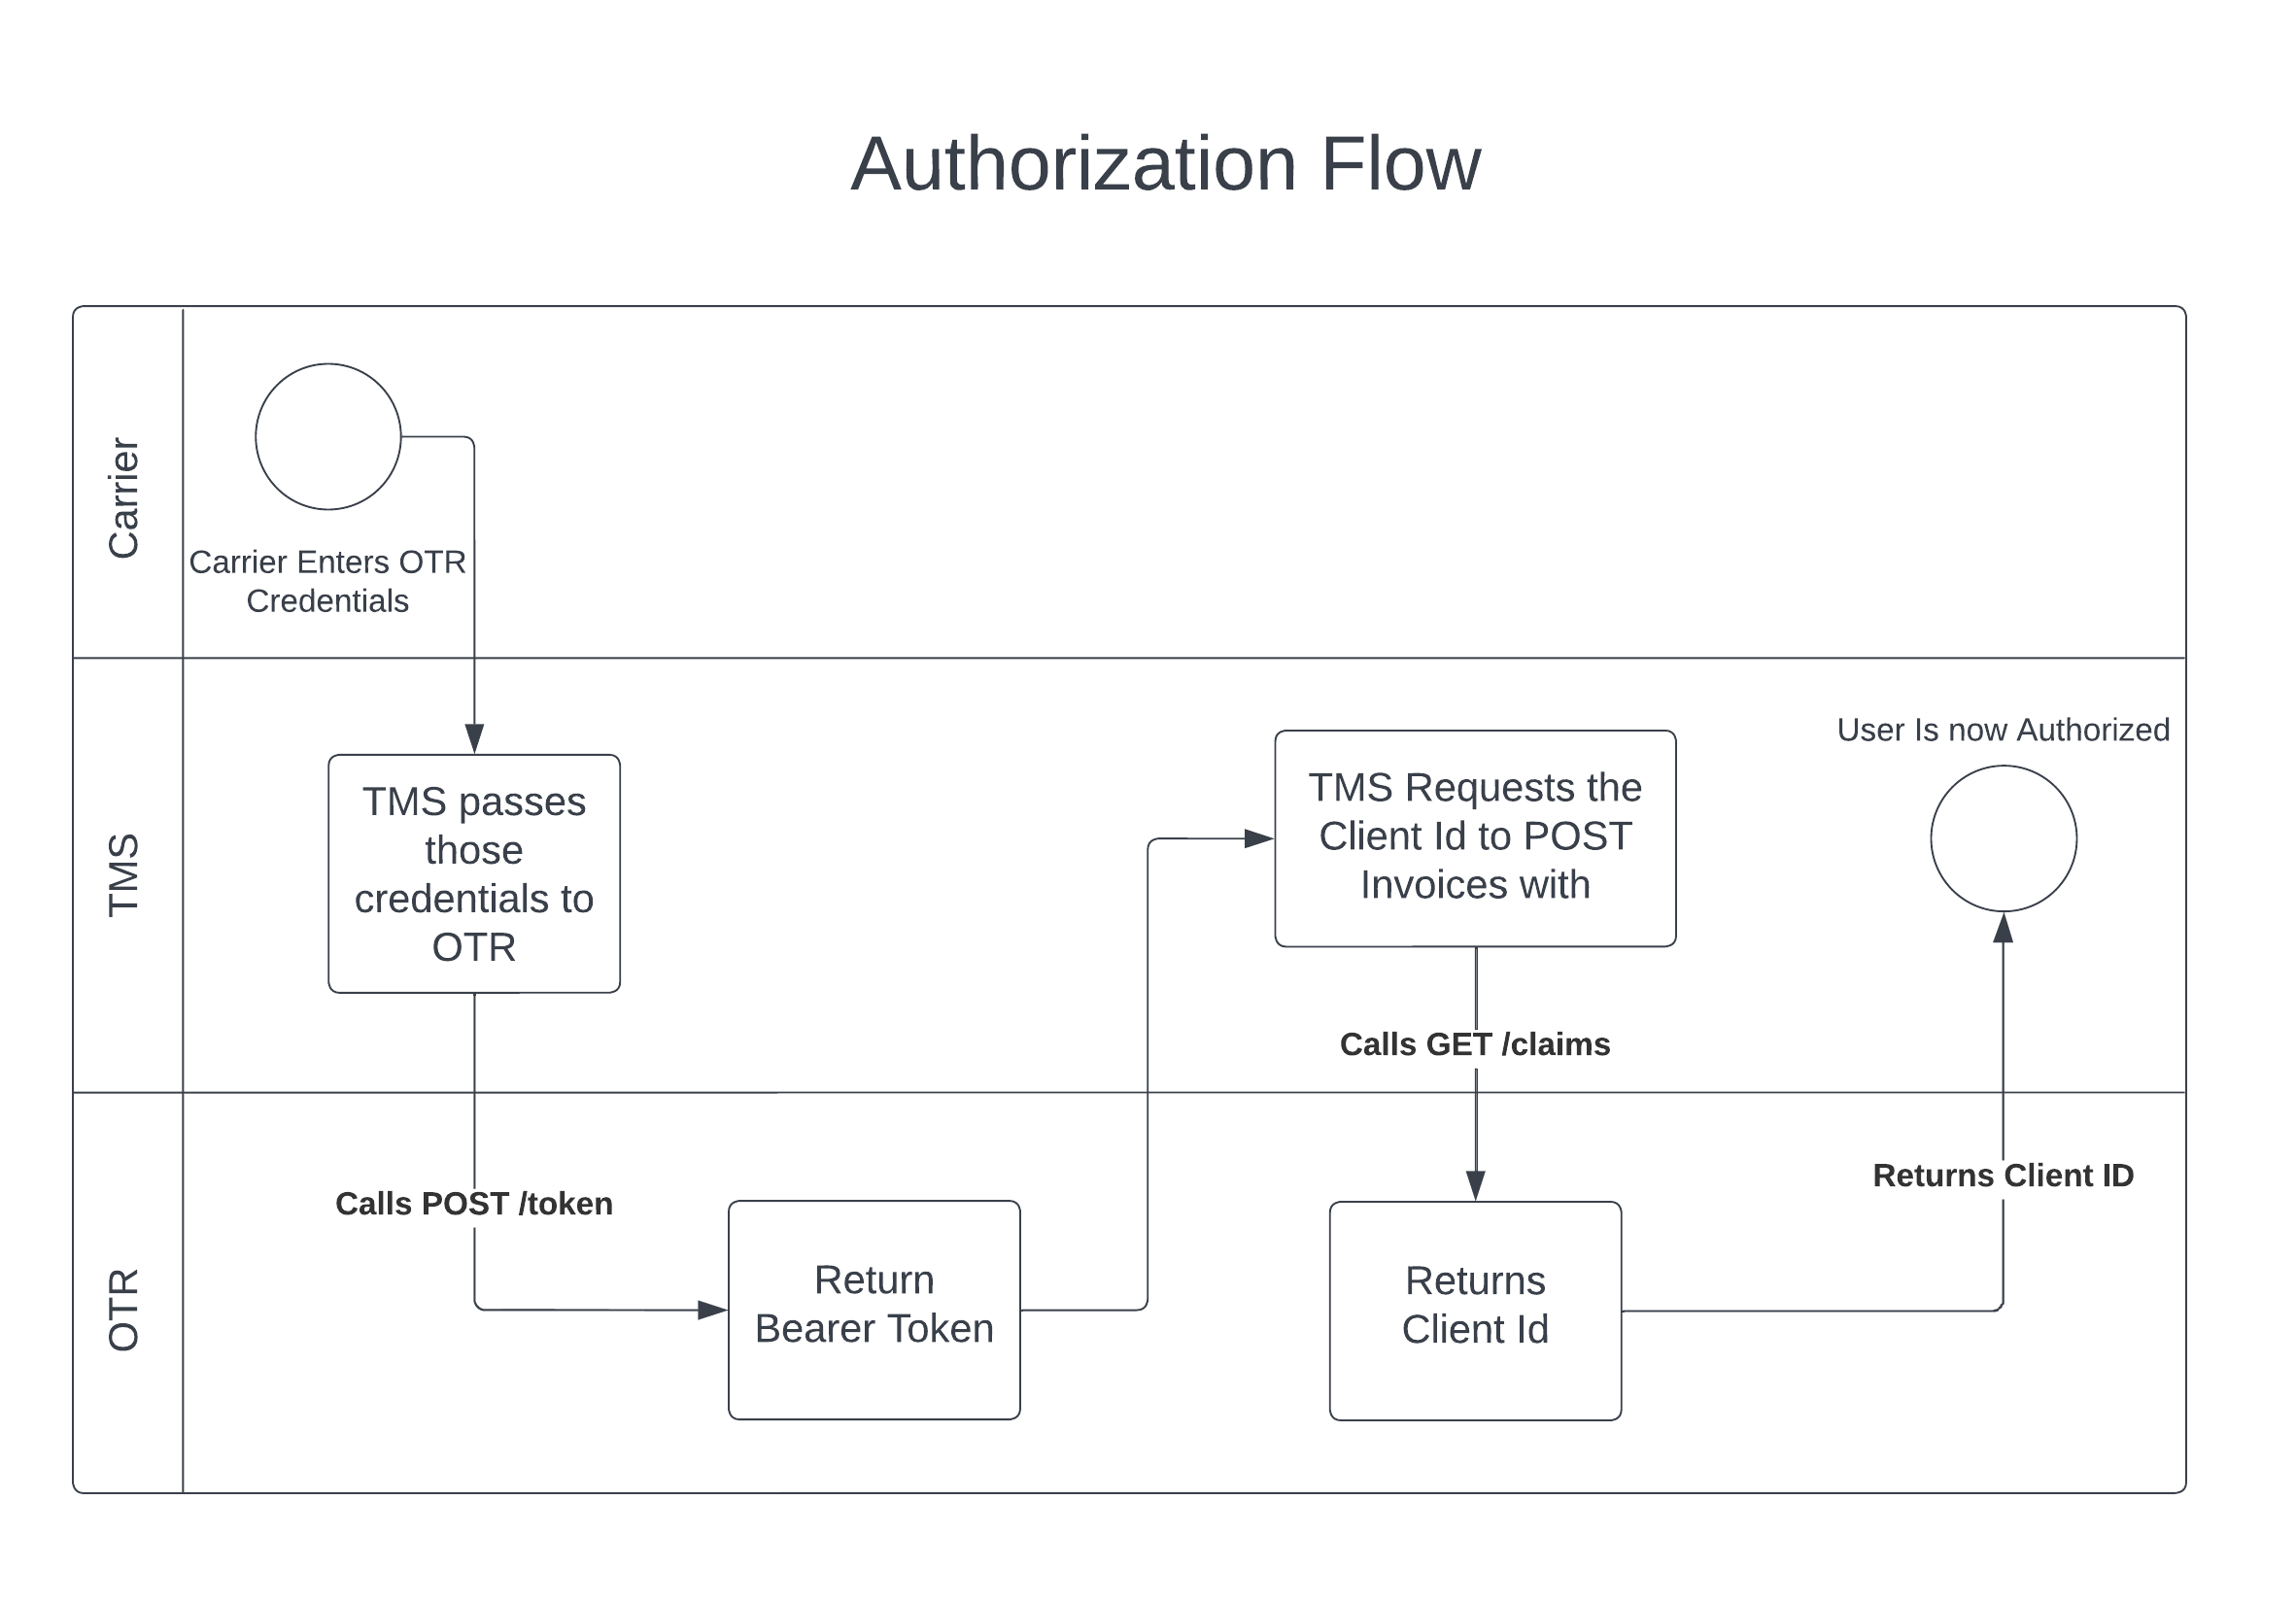 Authorization Flow
Carrier
Carrier Enters OTR
Credentials
TMS
TMS passes
those
credentials to
OTR
TMS Requests the
Client Id to POST
Invoices with
User Is now Authorized
Calls GET /claims
OTR
Calls POST /token
Return
Bearer Token
Returns
Client Id
Returns Client ID